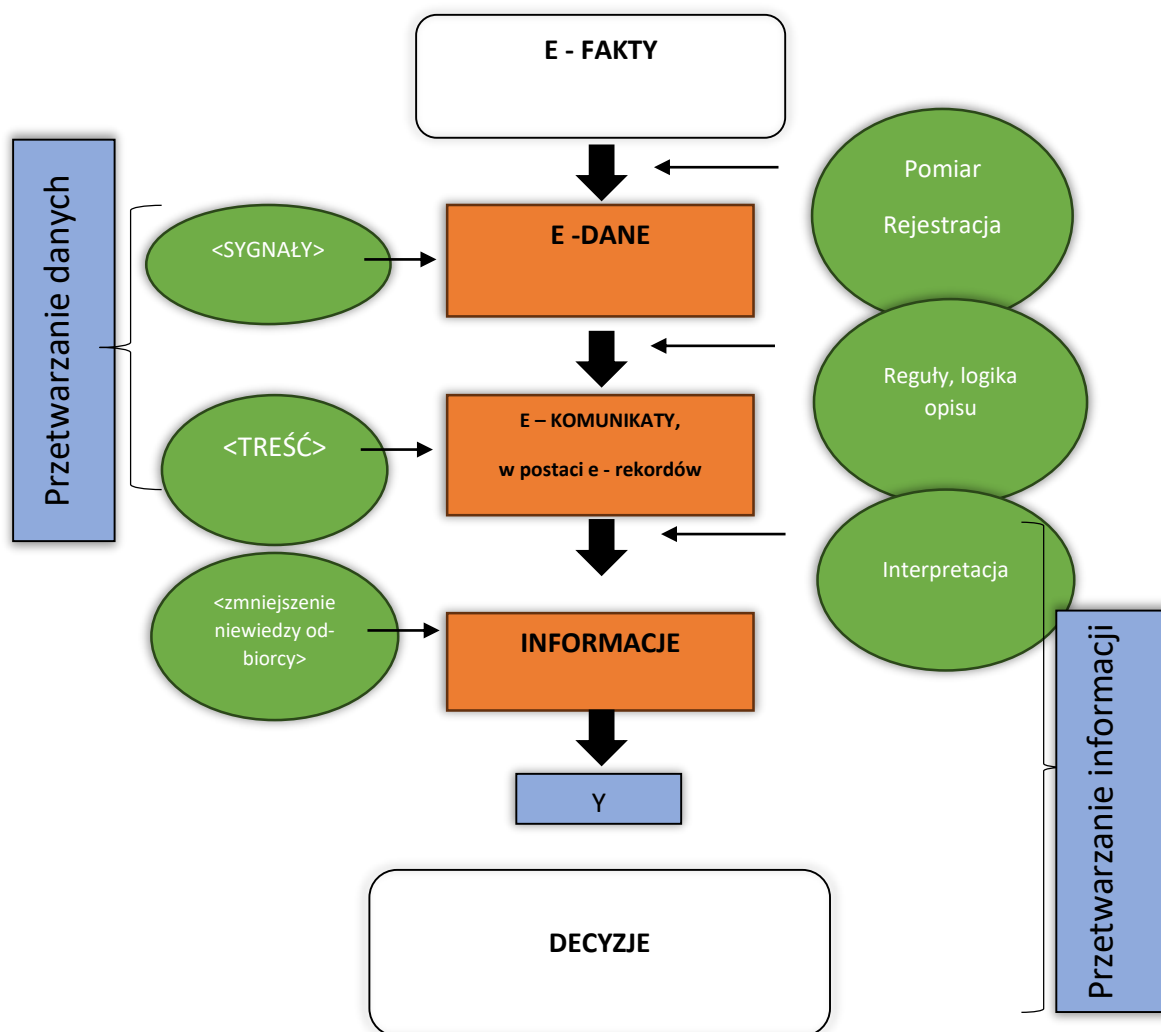 E - FAKTY
Przetwarzanie danych
Pomiar
Rejestracja
<SYGNAŁY>
E -DANE
Reguły, logika
opisu
<TREŚĆ>
E – KOMUNIKATY,
w postaci e - rekordów
Interpretacja
<zmniejszenie
niewiedzy od-
biorcy>
INFORMACJE
Przetwarzanie informacji
Y
DECYZJE